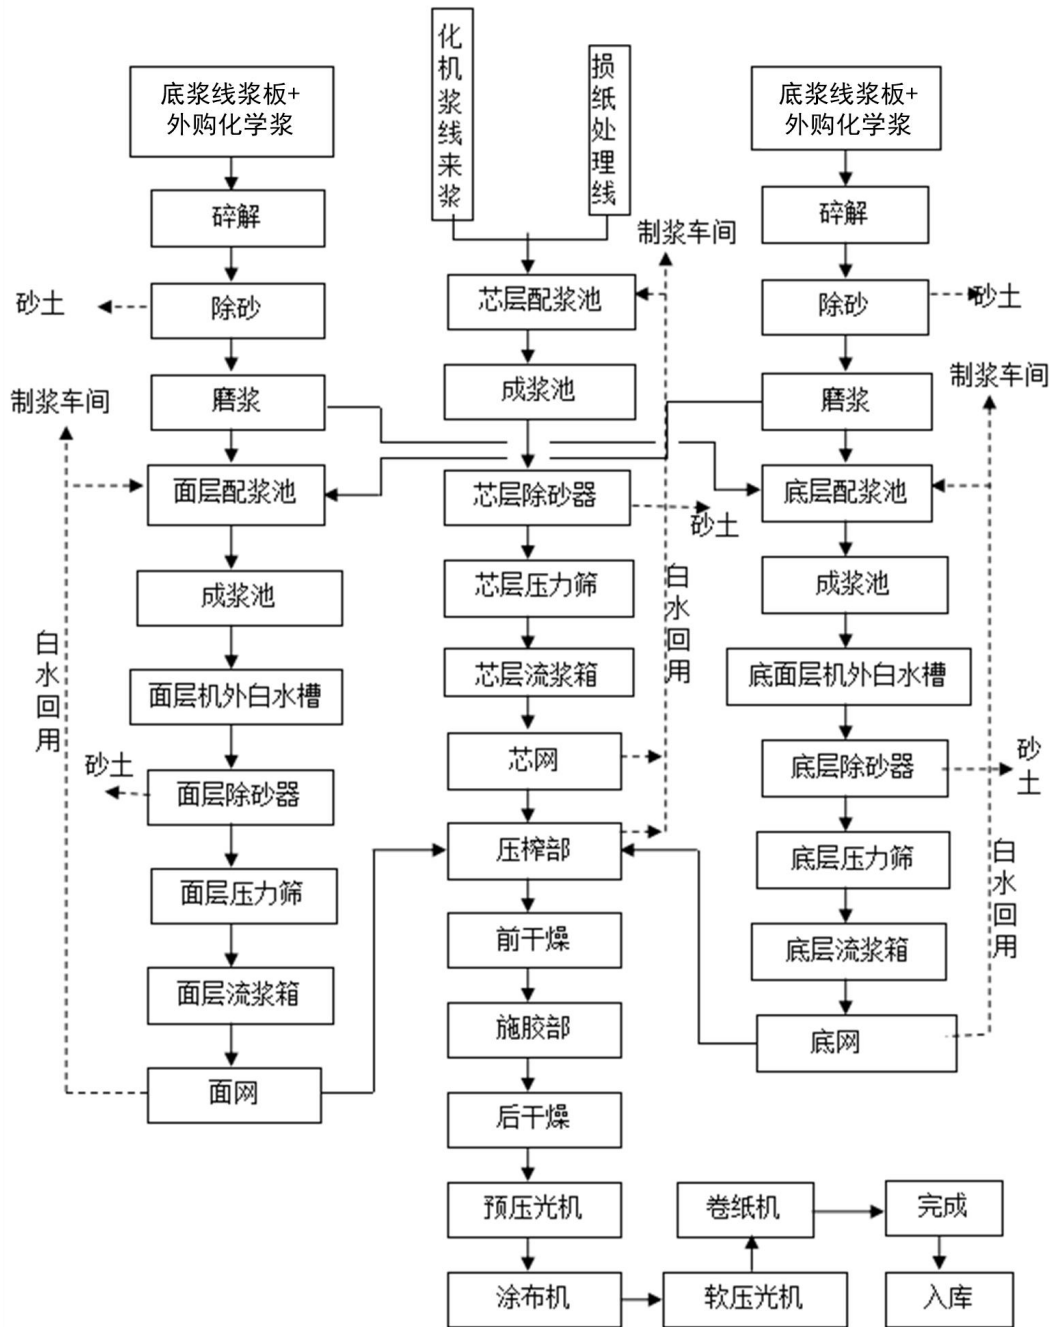 底浆线浆板+
外购化学浆
碎解
除砂
砂土
磨浆
制浆车间
面层配浆池
成浆池
白水回用
面层机外白水槽
砂土
面层除砂器
面层压力筛
面层流浆箱
面网
化机浆线来浆
损纸处理线
制浆车间
芯层配浆池
成浆池
芯层除砂器
砂土
芯层压力筛
白水回用
芯层流浆箱
芯网
压榨部
前干燥
施胶部
后干燥
预压光机
涂布机
软压光机
卷纸机
完成
入库
底浆线浆板+
外购化学浆
碎解
除砂
砂土
制浆车间
磨浆
底层配浆池
成浆池
底面层机外白水槽
底层除砂器
砂土
底层压力筛
白水回用
底层流浆箱
底网